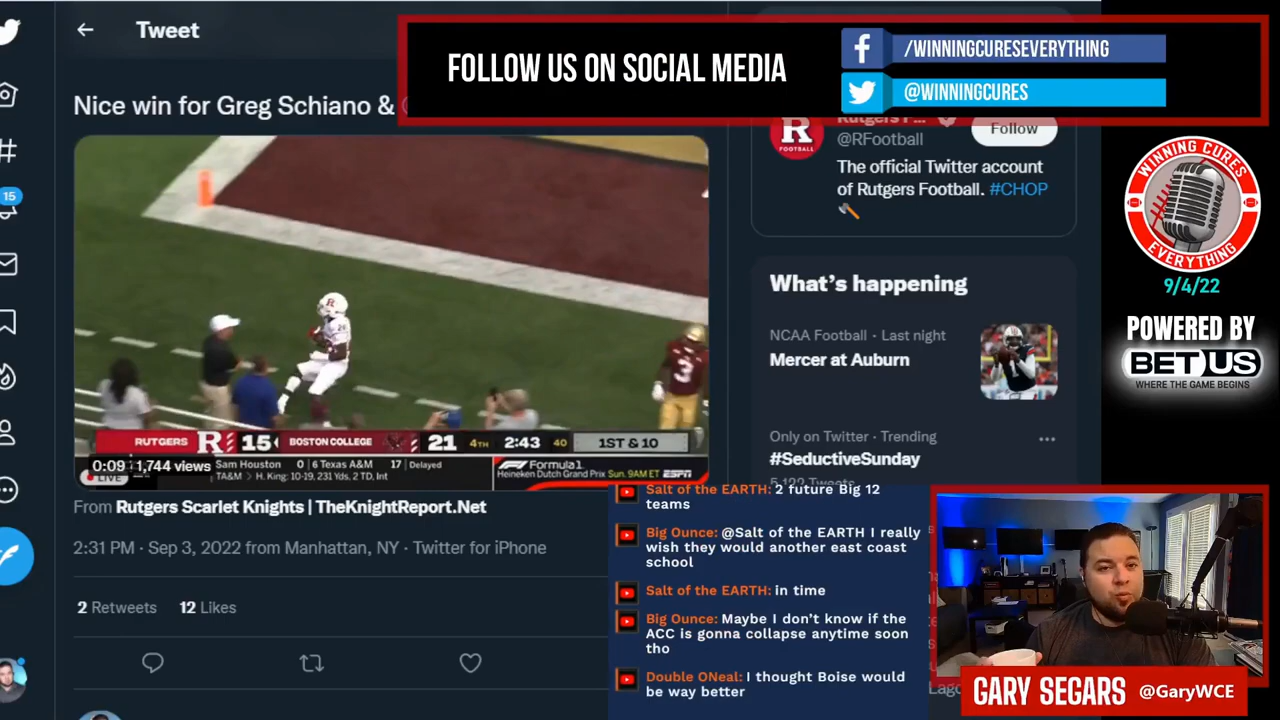 Tweet
FOLLOW US ON SOCIAL MEDIA
/WINNINGCURESEVERYTHING
@WINNINGCURES
Nice win for Greg Schiano &
@RFootball
Follow
The official Twitter account
of Rutgers Football. #CHOP
R
FOOTBALL
15
WINNING CURES
EVERYTHING
9/4/22
POWERED BY
BETUS
WHERE THE GAME BEGINS
What's happening
NCAA Football · Last night
Mercer at Auburn
Only on Twitter · Trending
#SeductiveSunday
3
RUTGERS R 15 BOSTON COLLEGE 21 4TH 2:43 40 1ST & 10
0:09 1,744 views
LIVE
Sam Houston 0 6 Texas A&M 17 Delayed
TA&M > H. King: 10-19, 231 Yds, 2 TD, Int
Formula 1
Heineken Dutch Grand Prix Sun. 9AM ET ESPN
From Rutgers Scarlet Knights | TheKnightReport.Net
2:31 PM · Sep 3, 2022 from Manhattan, NY · Twitter for iPhone
2 Retweets 12 Likes
Salt of the EARTH: 2 future Big 12
teams
Big Ounce: @Salt of the EARTH I really
wish they would another east coast
school
Salt of the EARTH: in time
Big Ounce: Maybe I don't know if the
ACC is gonna collapse anytime soon
tho
Double ONeal: I thought Boise would
be way better
GARY SEGARS @GaryWCE